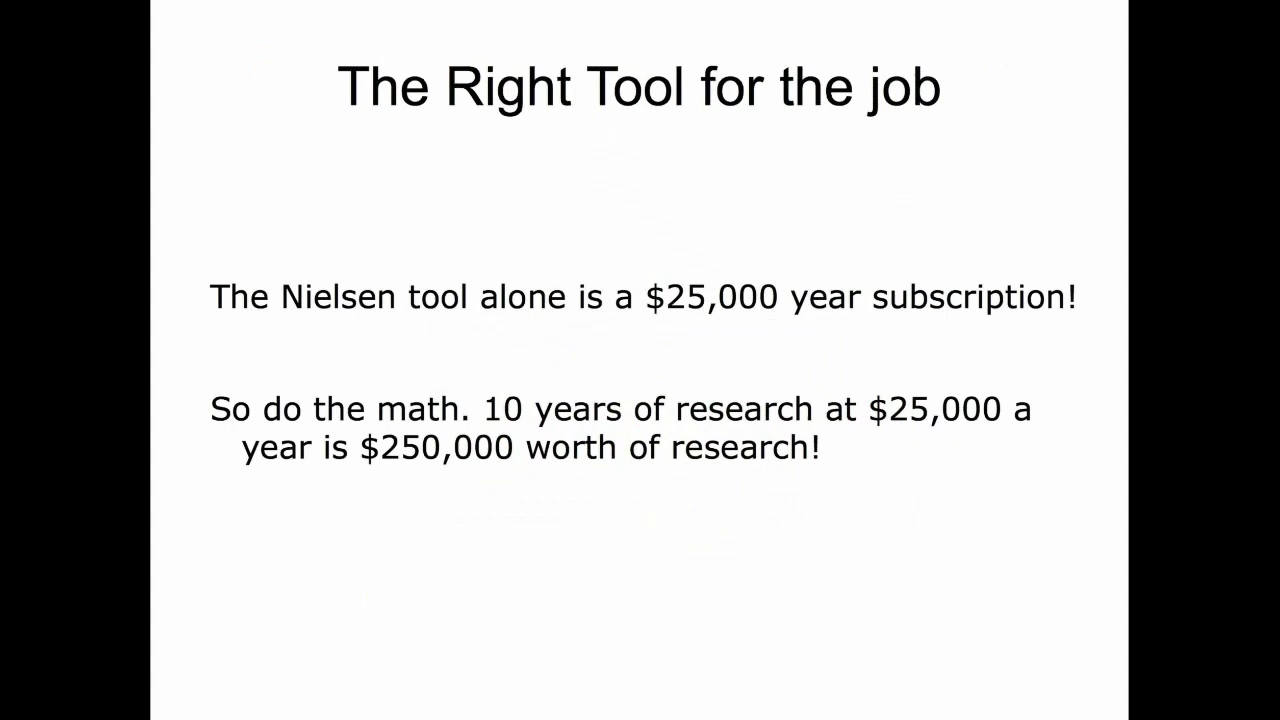 The Right Tool for the job
The Nielsen tool alone is a $25,000 year subscription!
So do the math. 10 years of research at $25,000 a
year is $250,000 worth of research!